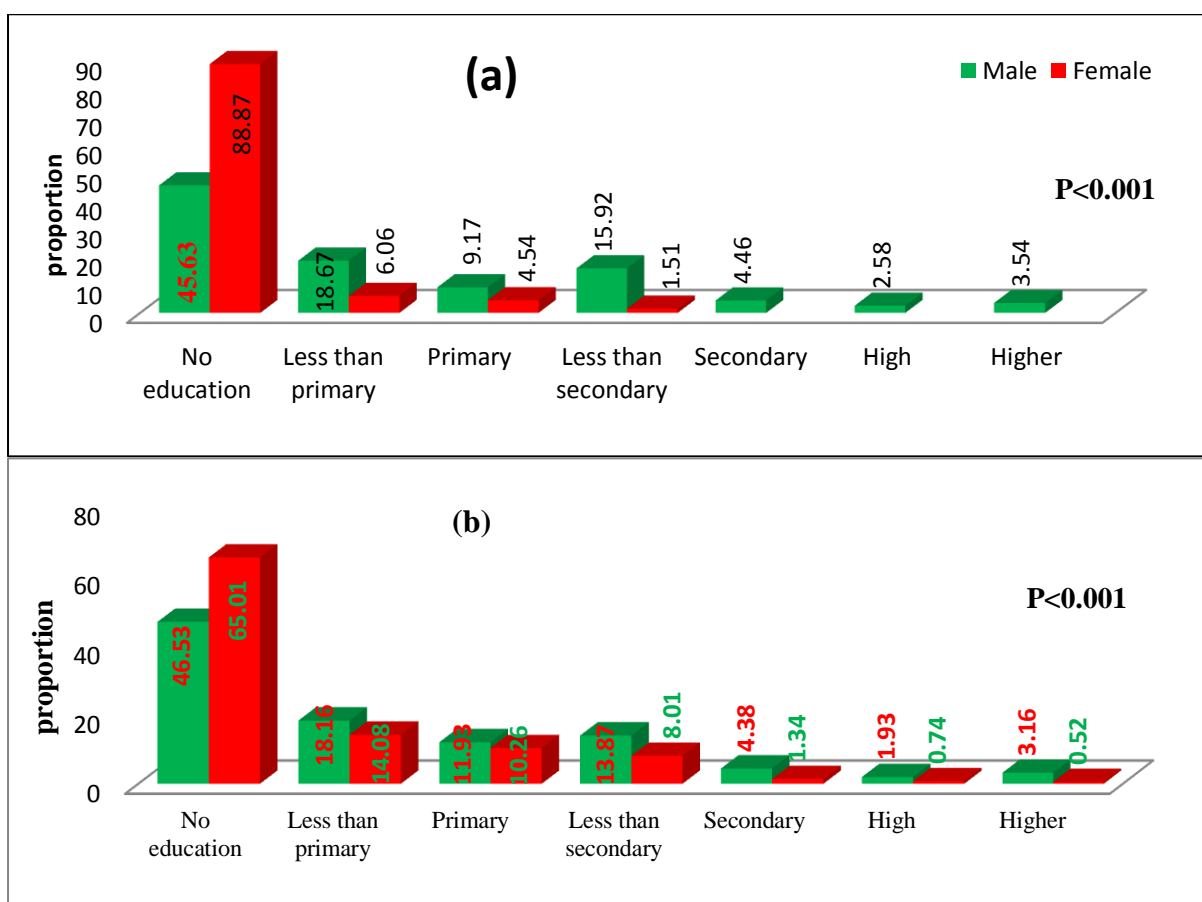 (a)
Male Female
P<0.001
proportion
90
80
70
60
50
40
30
20
10
0
45.63
88.87
18.67
6.06
9.17
4.54
15.92
1.51
4.46
2.58
3.54
No education
Less than primary
Primary
Less than secondary
Secondary
High
Higher
(b)
P<0.001
proportion
80
60
40
20
0
46.53
65.01
18.16
14.08
11.93
10.26
13.87
8.01
4.38
1.34
1.93
0.74
3.16
0.52
No education
Less than primary
Primary
Less than secondary
Secondary
High
Higher